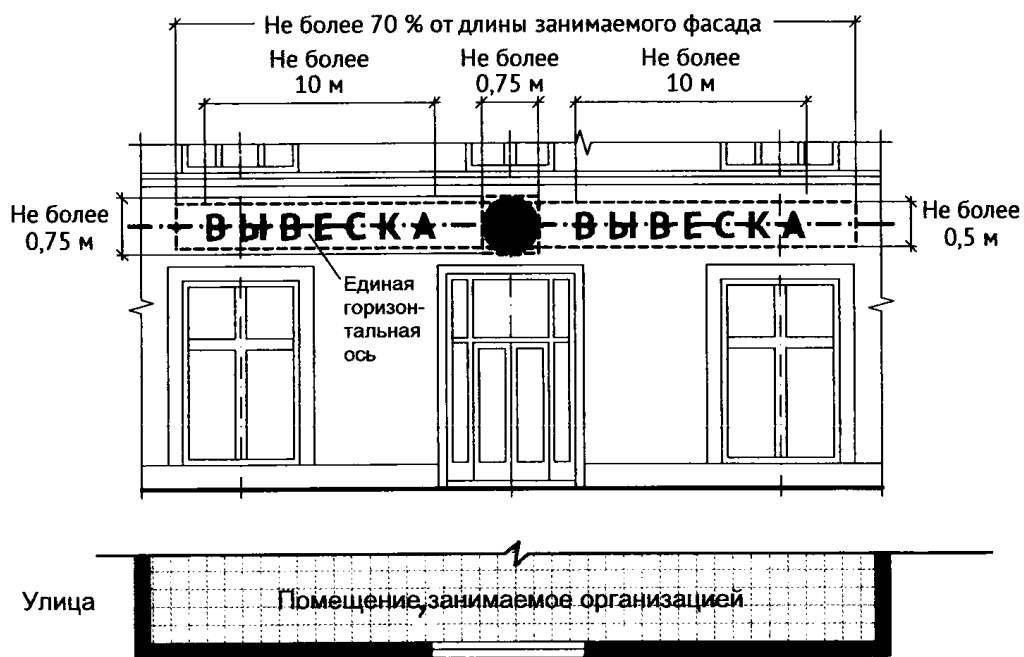 Не более 70 % от длины занимаемого фасада
Не более
10 м
Не более
0,75 м
Не более
10 м
Не более
0,75 м
ВЫВЕСКА
ВЫВЕСКА
Не более
0,5 м
Единая
горизон-
тальная
ось
Улица
Помещение, занимаемое организацией